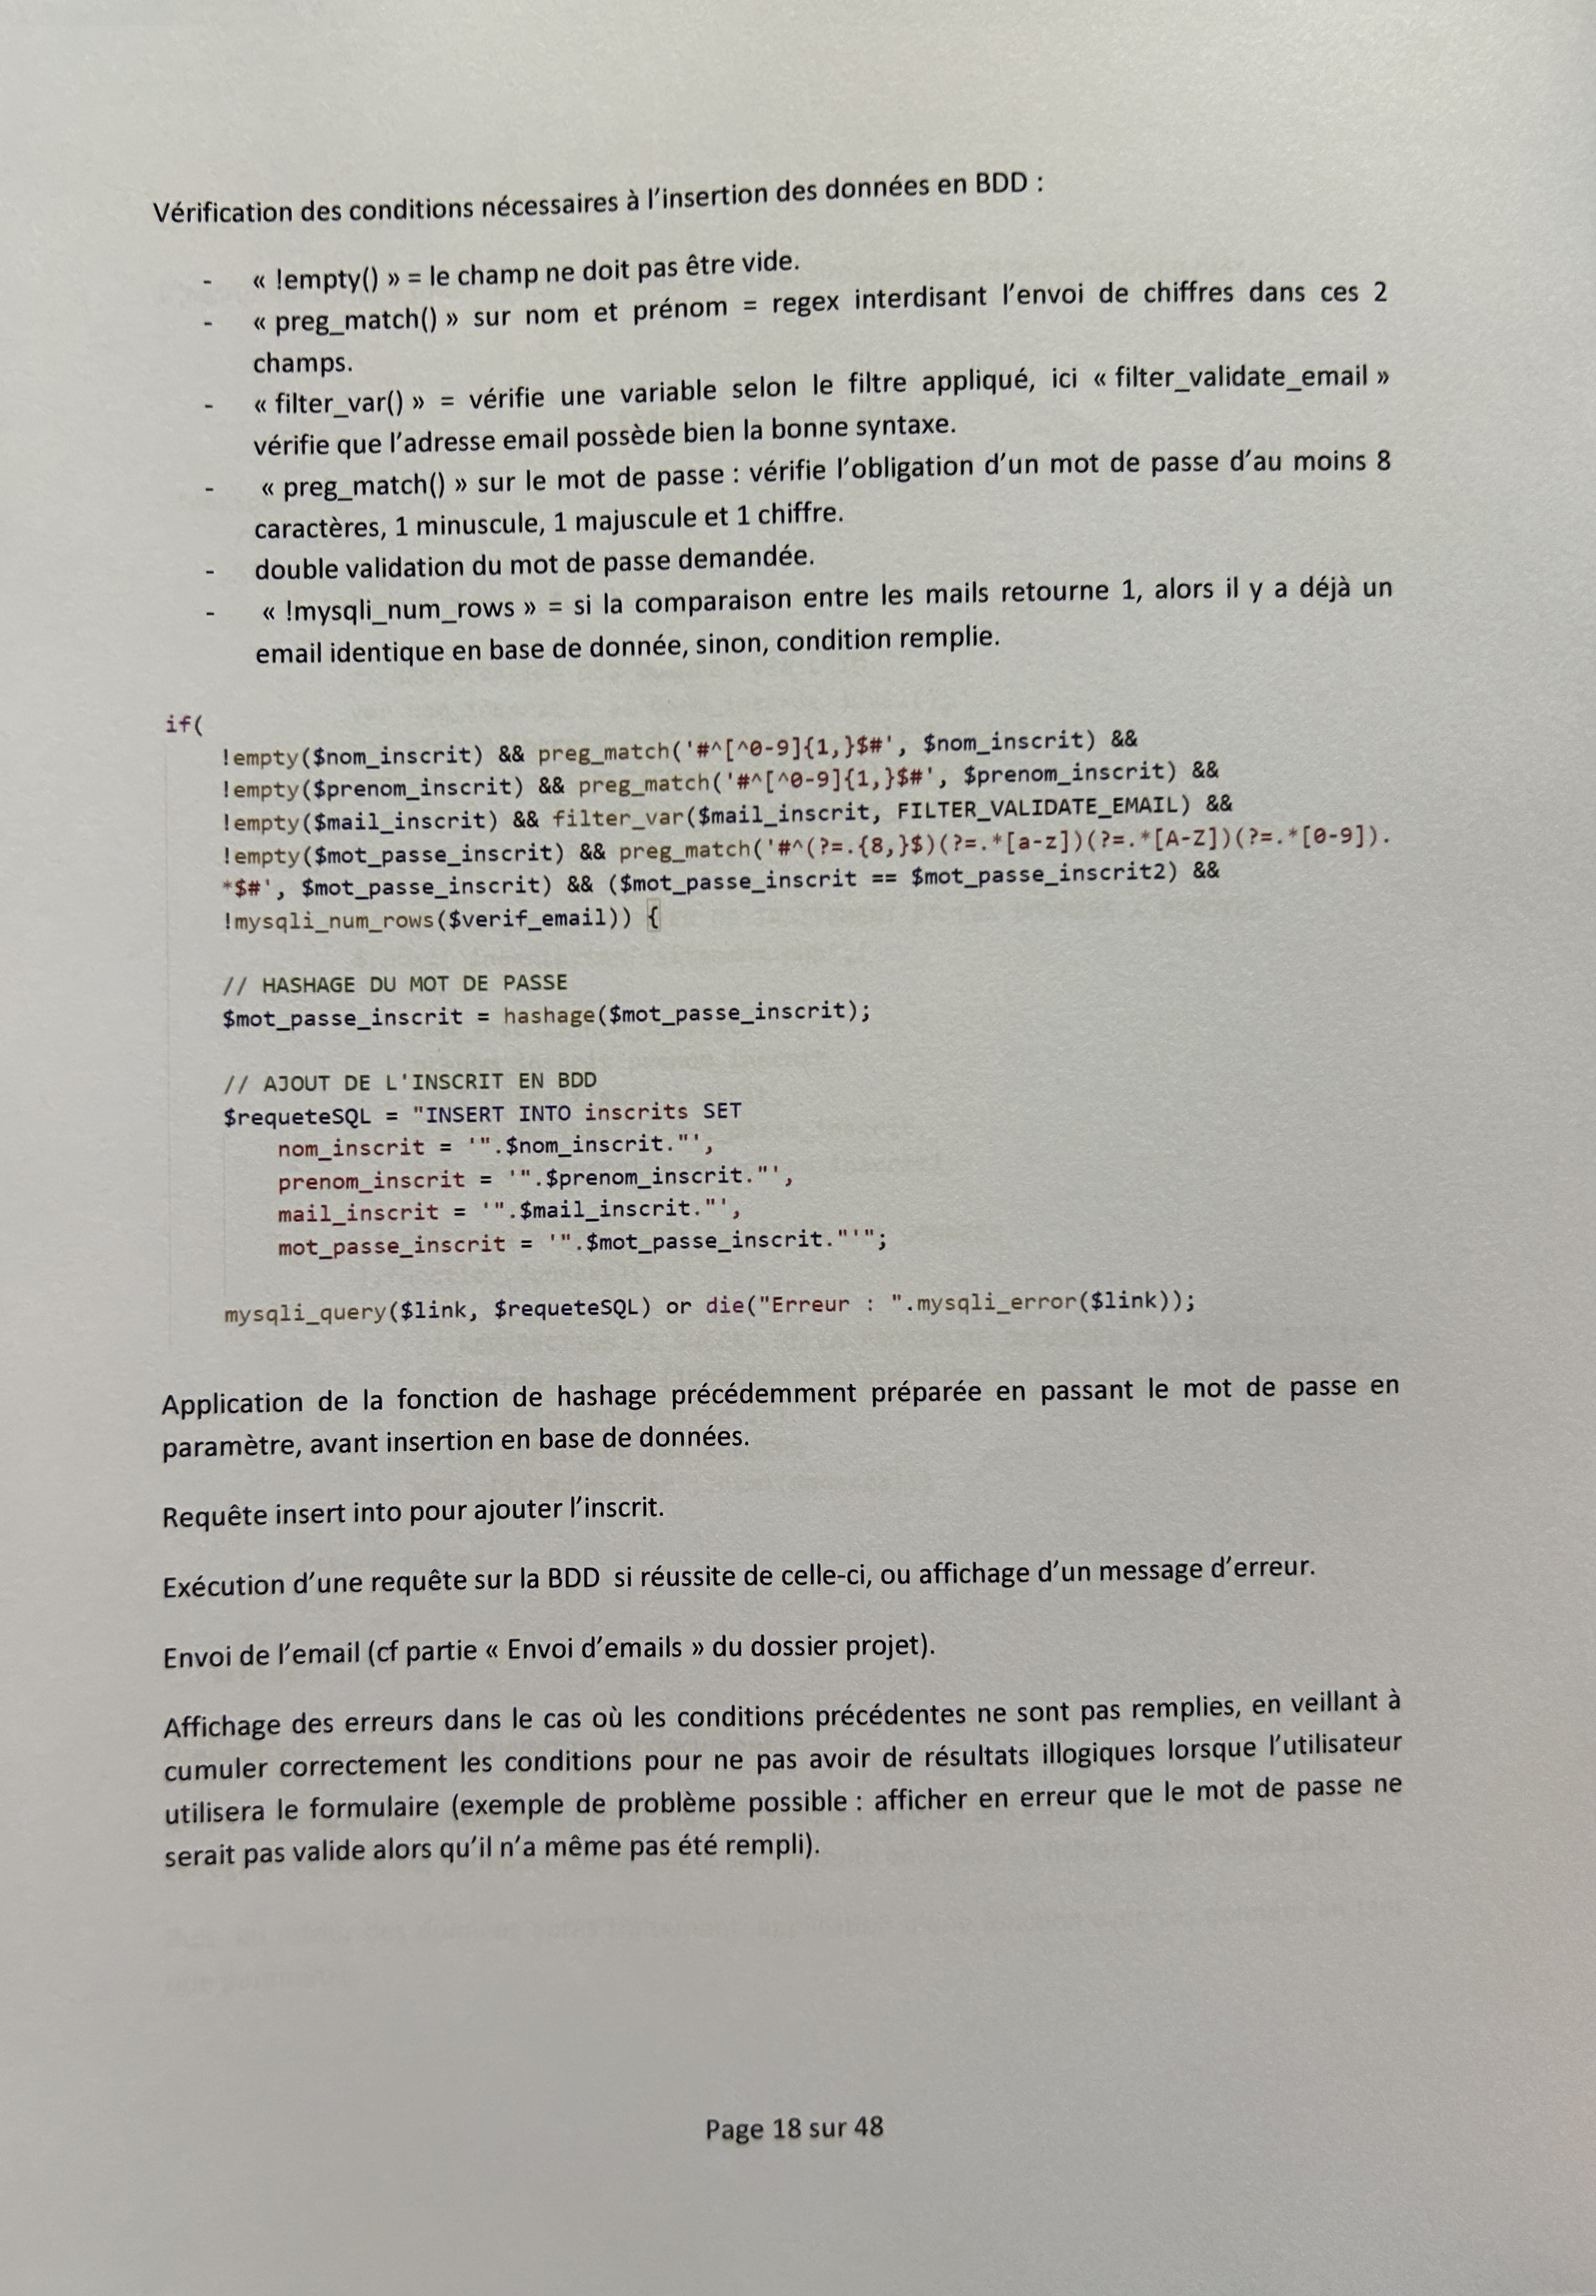 Vérification des conditions nécessaires à l'insertion des données en BDD :
- « !empty() » = le champ ne doit pas être vide.
- « preg_match() » sur nom et prénom = regex interdisant l'envoi de chiffres dans ces 2
champs.
- « filter_var() » = vérifie une variable selon le filtre appliqué, ici « filter_validate_email »
vérifie que l'adresse email possède bien la bonne syntaxe.
- « preg_match() » sur le mot de passe : vérifie l'obligation d'un mot de passe d'au moins 8
caractères, 1 minuscule, 1 majuscule et 1 chiffre.
- double validation du mot de passe demandée.
- « !mysqli_num_rows » = si la comparaison entre les mails retourne 1, alors il y a déjà un
email identique en base de donnée, sinon, condition remplie.
if(
!empty($nom_inscrit) && preg_match('#^[^0-9]{1,}$#', $nom_inscrit) &&
!empty($prenom_inscrit) && preg_match('#^[^0-9]{1,}$#', $prenom_inscrit) &&
!empty($mail_inscrit) && filter_var($mail_inscrit, FILTER_VALIDATE_EMAIL) &&
!empty($mot_passe_inscrit) && preg_match('#^(?=.{8,}$)(?=.*[a-z])(?=.*[A-Z])(?=.*[0-9]).
*$#', $mot_passe_inscrit) && ($mot_passe_inscrit == $mot_passe_inscrit2) &&
!mysqli_num_rows($verif_email)) {
// HASHAGE DU MOT DE PASSE
$mot_passe_inscrit = hashage($mot_passe_inscrit);
// AJOUT DE L'INSCRIT EN BDD
$requeteSQL = "INSERT INTO inscrits SET
nom_inscrit = '".$nom_inscrit."',
prenom_inscrit = '".$prenom_inscrit."',
mail_inscrit = '".$mail_inscrit."',
mot_passe_inscrit = '".$mot_passe_inscrit."'";
mysqli_query($link, $requeteSQL) or die("Erreur : ".mysqli_error($link));
Application de la fonction de hashage précédemment préparée en passant le mot de passe en
paramètre, avant insertion en base de données.
Requête insert into pour ajouter l'inscrit.
Exécution d'une requête sur la BDD si réussite de celle-ci, ou affichage d'un message d'erreur.
Envoi de l'email (cf partie « Envoi d'emails » du dossier projet).
Affichage des erreurs dans le cas où les conditions précédentes ne sont pas remplies, en veillant à
cumuler correctement les conditions pour ne pas avoir de résultats illogiques lorsque l'utilisateur
utilisera le formulaire (exemple de problème possible : afficher en erreur que le mot de passe ne
serait pas valide alors qu'il n'a même pas été rempli).
Page 18 sur 48